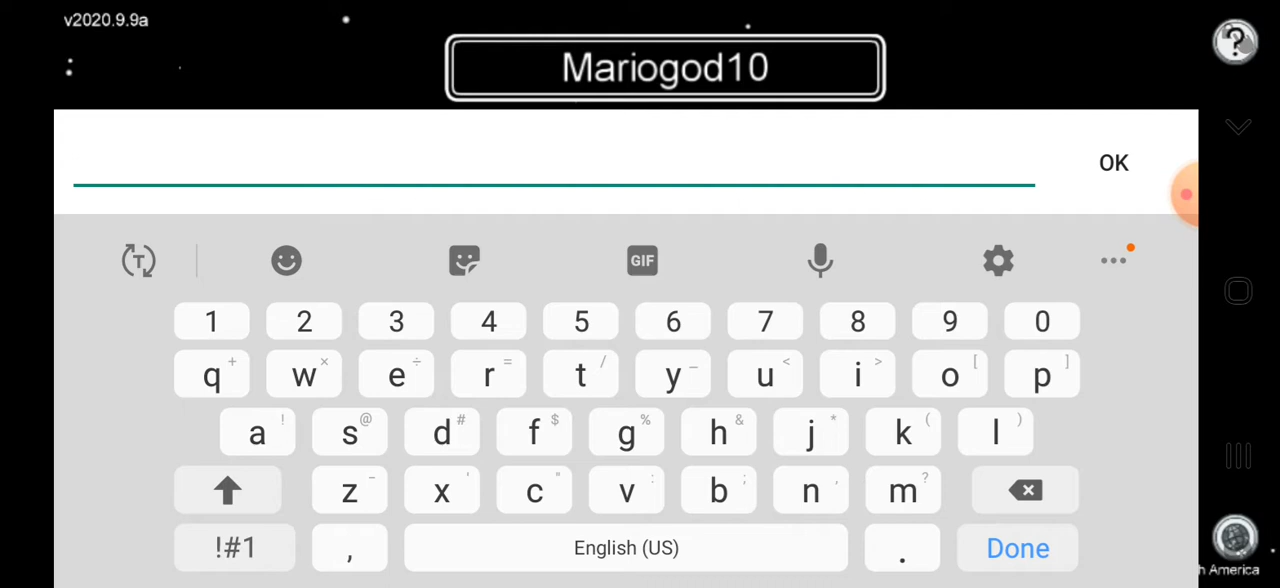 v2020.9.9a
Mariogod10
OK
T GIF ...
1 2 3 4 5 6 7 8 9 0
q + w × e ÷ r = t / y _ u < i > o [ p ]
a ! s @ d # f $ g % h & j * k ( l )
z - x ' c " v : b ; n , m ?
!#1 , English (US) . Done
h America